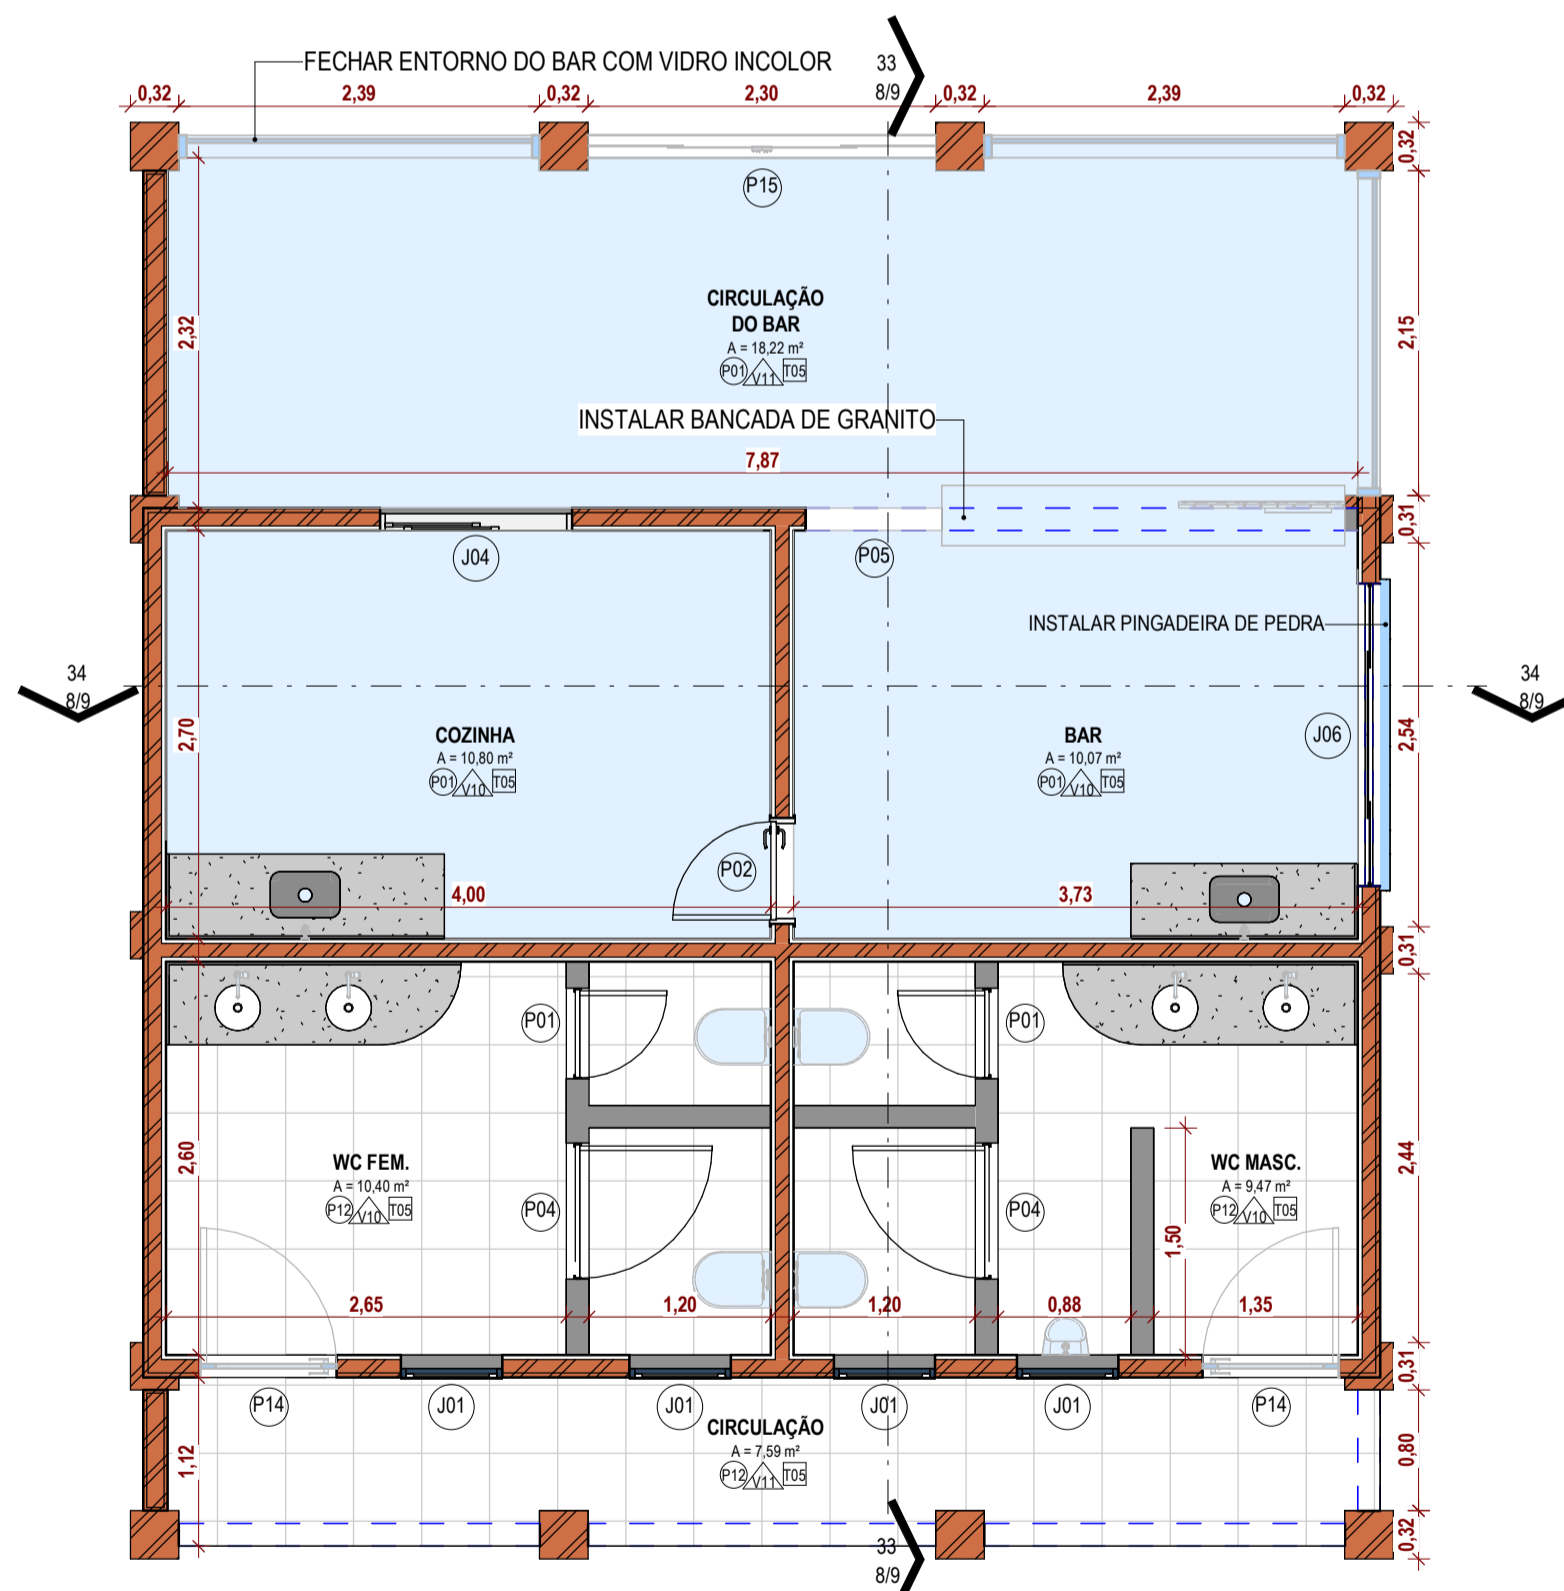 FECHAR ENTORNO DO BAR COM VIDRO INCOLOR
33
8/9
0,32
2,39
0,32
2,30
0,32
2,39
0,32
0,32
P15
CIRCULAÇÃO
DO BAR
A = 18,22 m²
P01 V11 T05
2,32
2,15
INSTALAR BANCADA DE GRANITO
7,87
0,31
J04
P05
INSTALAR PINGADEIRA DE PEDRA
34
8/9
34
8/9
2,70
COZINHA
A = 10,80 m²
P01 V10 T05
BAR
A = 10,07 m²
P01 V10 T05
J06
2,54
P02
4,00
3,73
0,31
P01
P01
2,60
WC FEM.
A = 10,40 m²
P12 V10 T05
P04
P04
WC MASC.
A = 9,47 m²
P12 V10 T05
2,44
1,50
2,65
1,20
1,20
0,88
1,35
0,31
P14
J01
J01
J01
J01
P14
CIRCULAÇÃO
A = 7,59 m²
P12 V11 T05
1,12
0,80
0,32
33
8/9